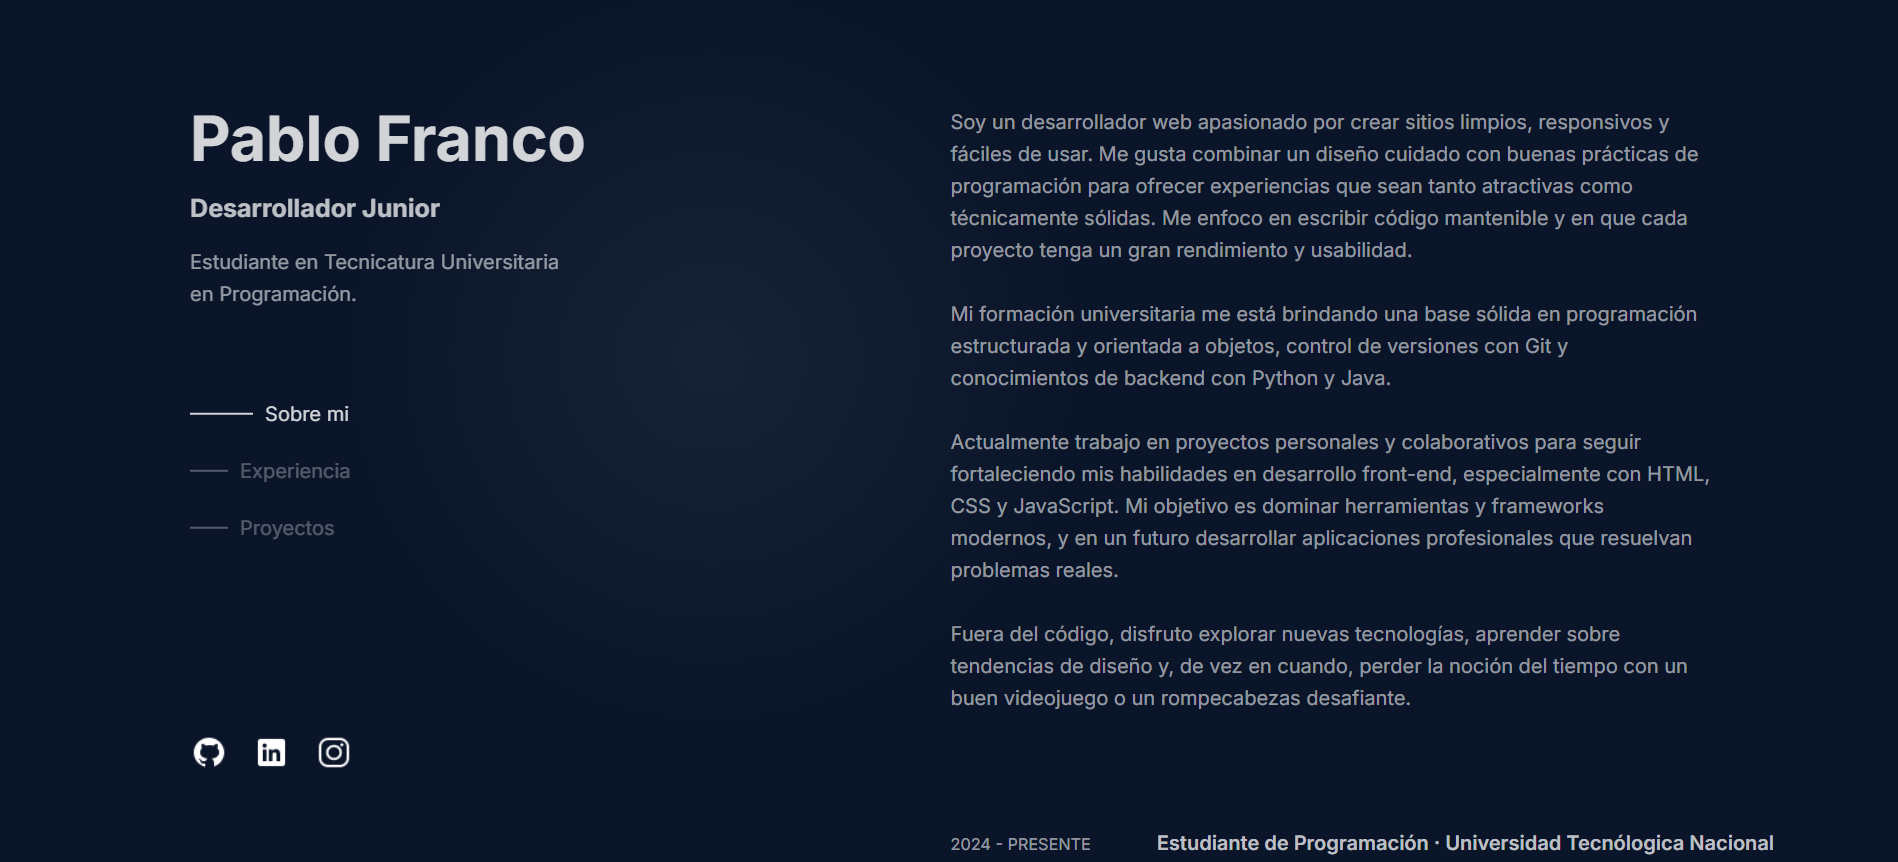 Pablo Franco
Desarrollador Junior
Estudiante en Tecnicatura Universitaria
en Programación.
Sobre mi
Experiencia
Proyectos
Soy un desarrollador web apasionado por crear sitios limpios, responsivos y
fáciles de usar. Me gusta combinar un diseño cuidado con buenas prácticas de
programación para ofrecer experiencias que sean tanto atractivas como
técnicamente sólidas. Me enfoco en escribir código mantenible y en que cada
proyecto tenga un gran rendimiento y usabilidad.
Mi formación universitaria me está brindando una base sólida en programación
estructurada y orientada a objetos, control de versiones con Git y
conocimientos de backend con Python y Java.
Actualmente trabajo en proyectos personales y colaborativos para seguir
fortaleciendo mis habilidades en desarrollo front-end, especialmente con HTML,
CSS y JavaScript. Mi objetivo es dominar herramientas y frameworks
modernos, y en un futuro desarrollar aplicaciones profesionales que resuelvan
problemas reales.
Fuera del código, disfruto explorar nuevas tecnologías, aprender sobre
tendencias de diseño y, de vez en cuando, perder la noción del tiempo con un
buen videojuego o un rompecabezas desafiante.
2024 - PRESENTE
Estudiante de Programación · Universidad Tecnólogica Nacional